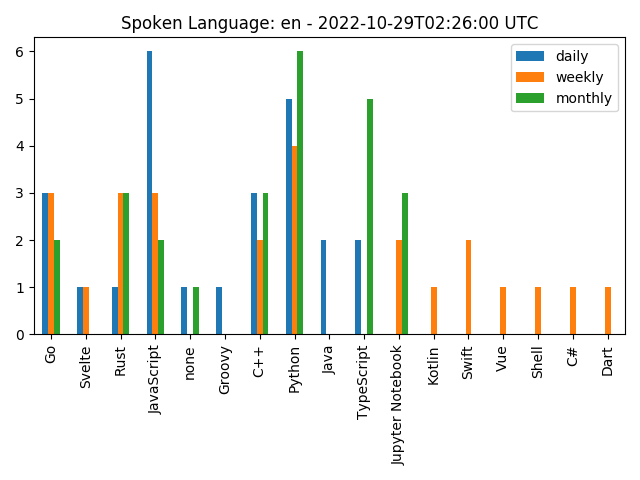 Spoken Language: en - 2022-10-29T02:26:00 UTC
daily
weekly
monthly
6
5
4
3
2
1
0
Go
Svelte
Rust
JavaScript
none
Groovy
C++
Python
Java
TypeScript
Jupyter Notebook
Kotlin
Swift
Vue
Shell
C#
Dart